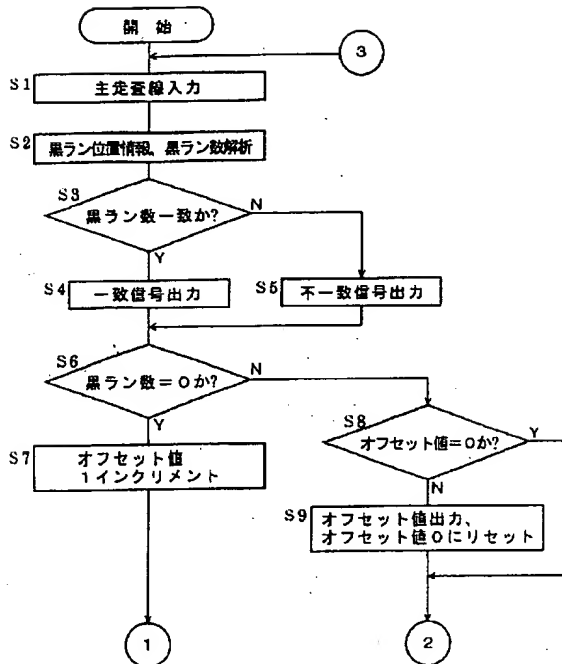 開 始
3
S1
主走査線入力
S2
黒ラン位置情報、黒ラン数解析
S3
黒ラン数一致か?
N
Y
S4
一致信号出力
S5
不一致信号出力
S6
黒ラン数=0か?
N
Y
S7
オフセット値
1インクリメント
S8
オフセット値=0か?
Y
N
S9
オフセット値出力、
オフセット値0にリセット
1
2